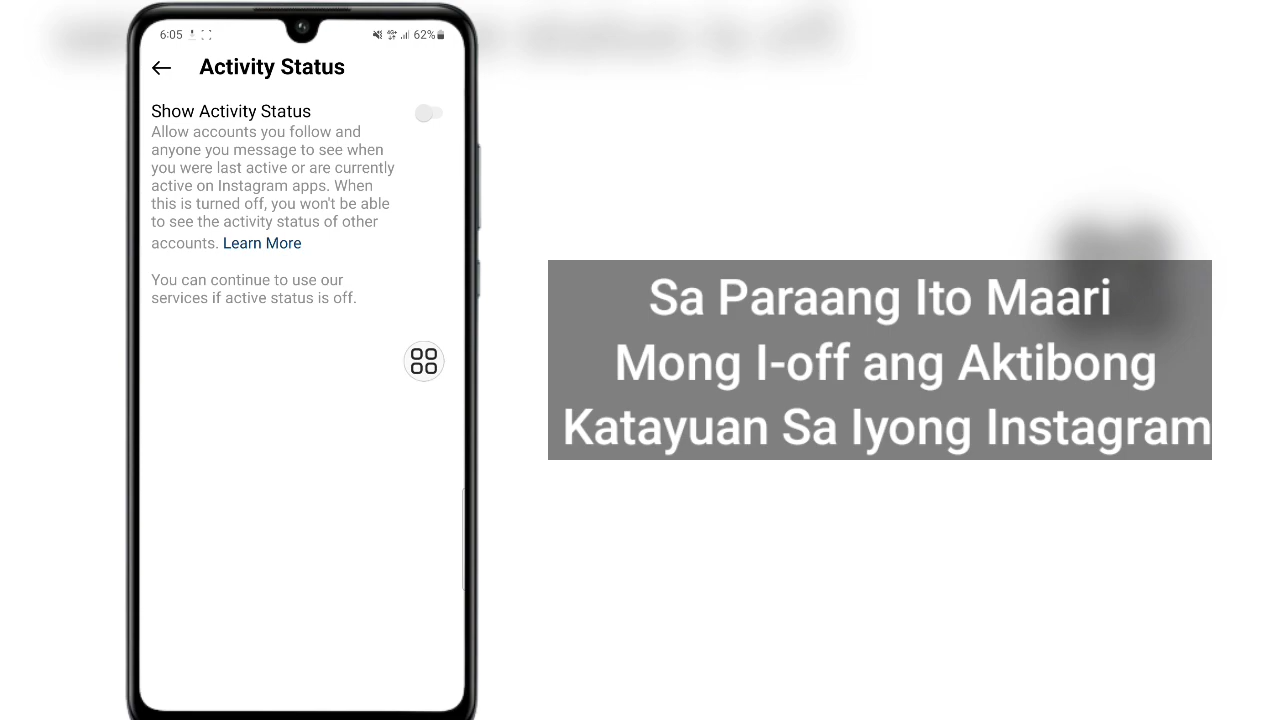 6:05
62%
Activity Status
Show Activity Status
Allow accounts you follow and
anyone you message to see when
you were last active or are currently
active on Instagram apps. When
this is turned off, you won't be able
to see the activity status of other
accounts. Learn More
You can continue to use our
services if active status is off.
Sa Paraang Ito Maari
Mong I-off ang Aktibong
Katayuan Sa Iyong Instagram